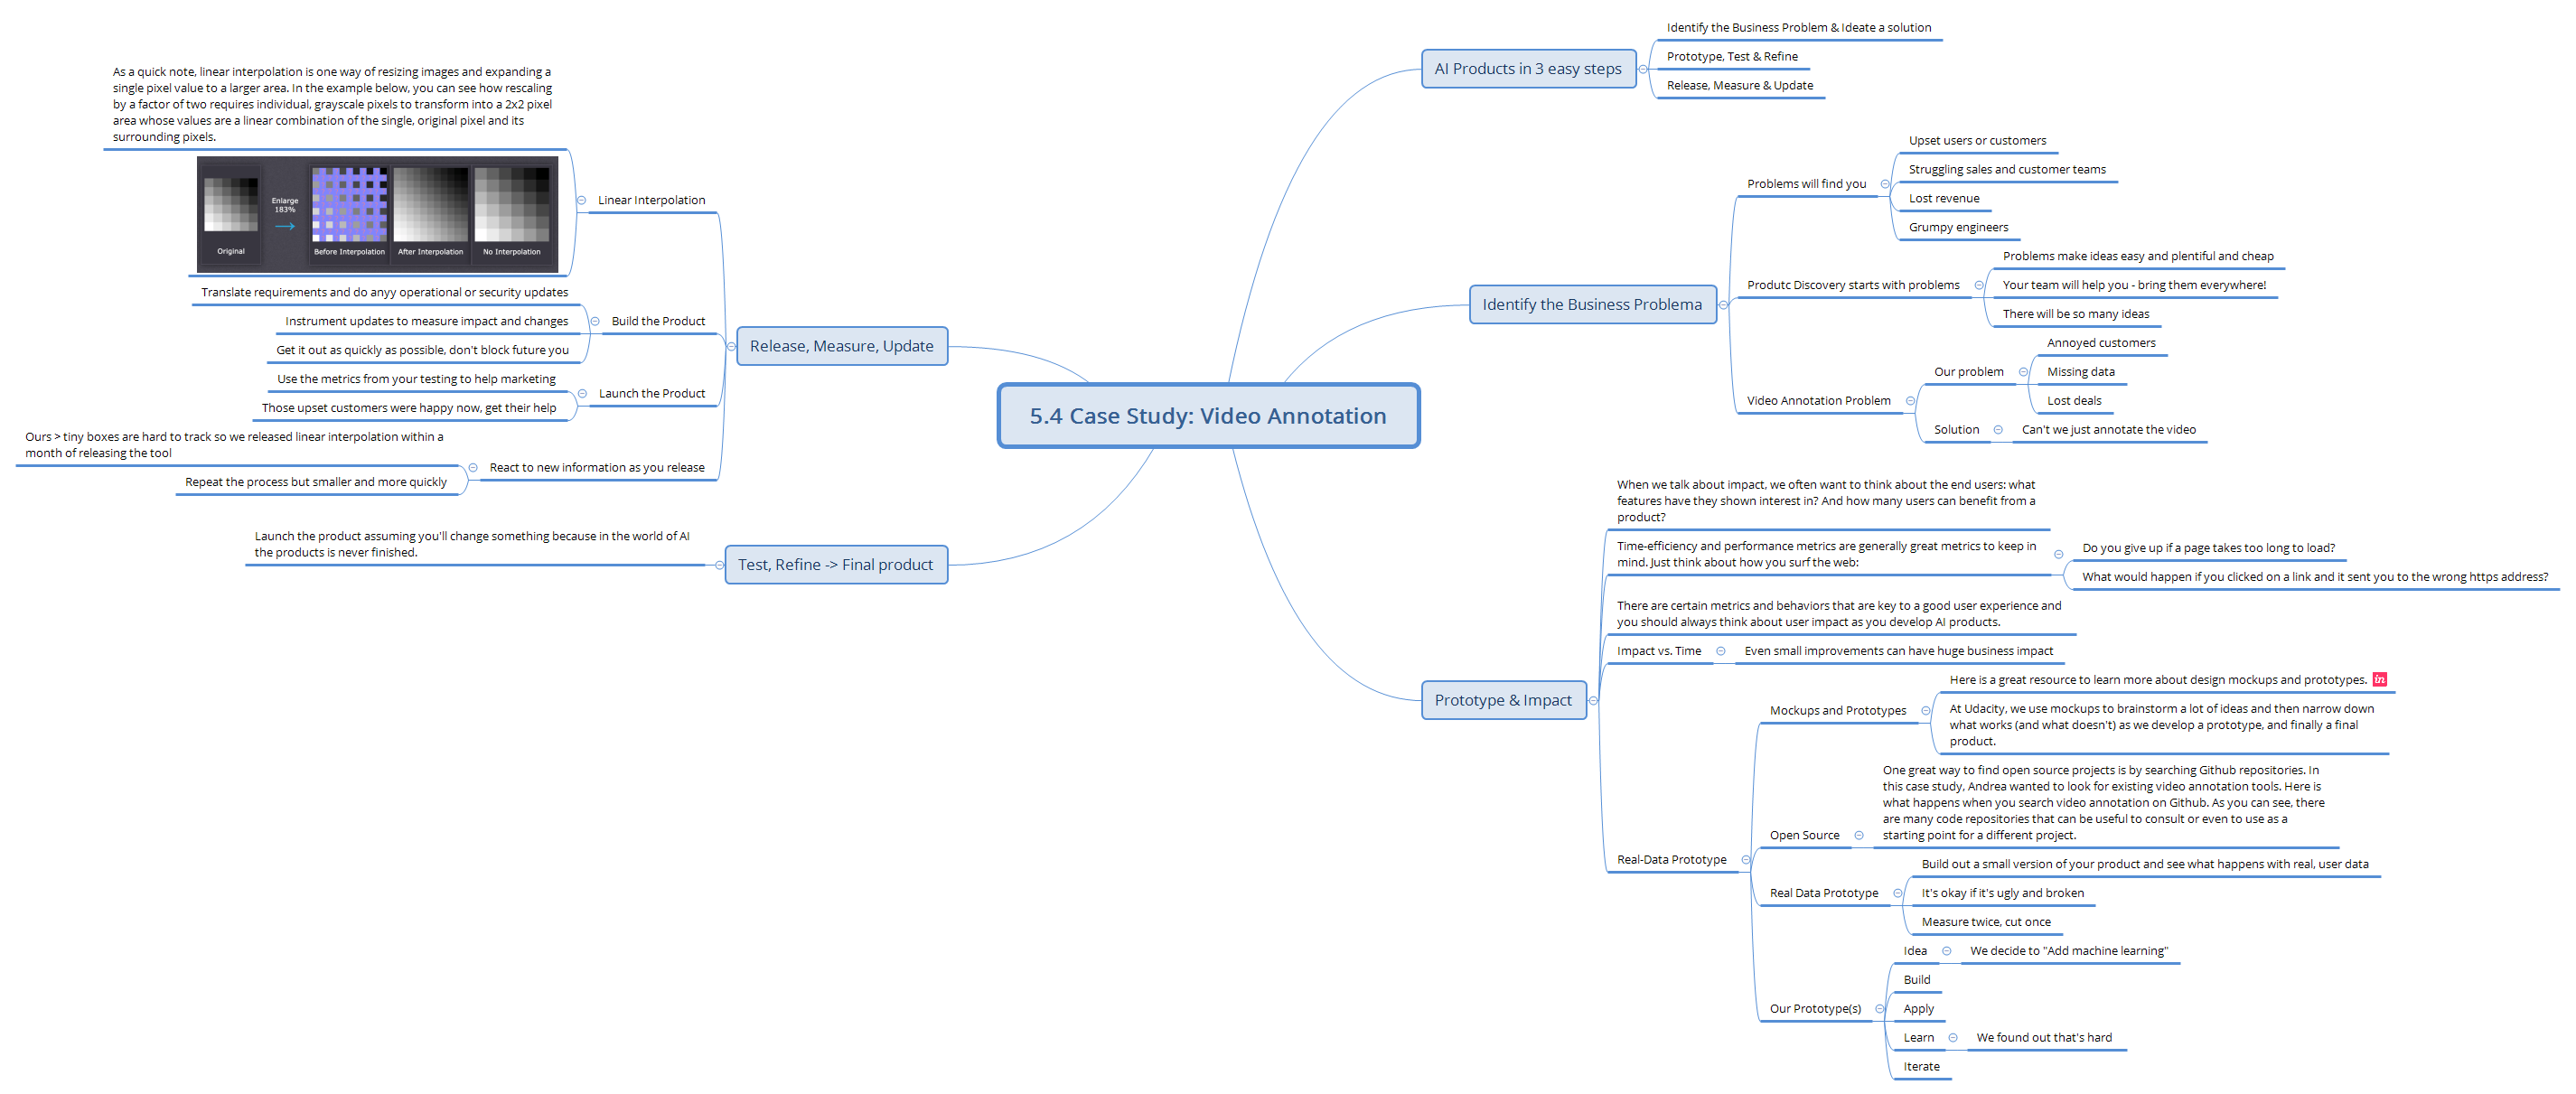 5.4 Case Study: Video Annotation
AI Products in 3 easy steps
Identify the Business Problem & Ideate a solution
Prototype, Test & Refine
Release, Measure & Update
Identify the Business Problema
Problems will find you
Upset users or customers
Struggling sales and customer teams
Lost revenue
Grumpy engineers
Produtc Discovery starts with problems
Problems make ideas easy and plentiful and cheap
Your team will help you - bring them everywhere!
There will be so many ideas
Video Annotation Problem
Our problem
Annoyed customers
Missing data
Lost deals
Solution
Can't we just annotate the video
Prototype & Impact
When we talk about impact, we often want to think about the end users: what
features have they shown interest in? And how many users can benefit from a
product?
Time-efficiency and performance metrics are generally great metrics to keep in
mind. Just think about how you surf the web:
Do you give up if a page takes too long to load?
What would happen if you clicked on a link and it sent you to the wrong https address?
There are certain metrics and behaviors that are key to a good user experience and
you should always think about user impact as you develop AI products.
Impact vs. Time
Even small improvements can have huge business impact
Real-Data Prototype
Mockups and Prototypes
Here is a great resource to learn more about design mockups and prototypes.
in
At Udacity, we use mockups to brainstorm a lot of ideas and then narrow down
what works (and what doesn't) as we develop a prototype, and finally a final
product.
Open Source
One great way to find open source projects is by searching Github repositories. In
this case study, Andrea wanted to look for existing video annotation tools. Here is
what happens when you search video annotation on Github. As you can see, there
are many code repositories that can be useful to consult or even to use as a
starting point for a different project.
Real Data Prototype
Build out a small version of your product and see what happens with real, user data
It's okay if it's ugly and broken
Measure twice, cut once
Our Prototype(s)
Idea
We decide to "Add machine learning"
Build
Apply
Learn
We found out that's hard
Iterate
Release, Measure, Update
Linear Interpolation
As a quick note, linear interpolation is one way of resizing images and expanding a
single pixel value to a larger area. In the example below, you can see how rescaling
by a factor of two requires individual, grayscale pixels to transform into a 2x2 pixel
area whose values are a linear combination of the single, original pixel and its
surrounding pixels.
Original
Enlarge
183%
Before Interpolation
After Interpolation
No Interpolation
Build the Product
Translate requirements and do anyy operational or security updates
Instrument updates to measure impact and changes
Get it out as quickly as possible, don't block future you
Launch the Product
Use the metrics from your testing to help marketing
Those upset customers were happy now, get their help
React to new information as you release
Ours > tiny boxes are hard to track so we released linear interpolation within a
month of releasing the tool
Repeat the process but smaller and more quickly
Test, Refine -> Final product
Launch the product assuming you'll change something because in the world of AI
the products is never finished.